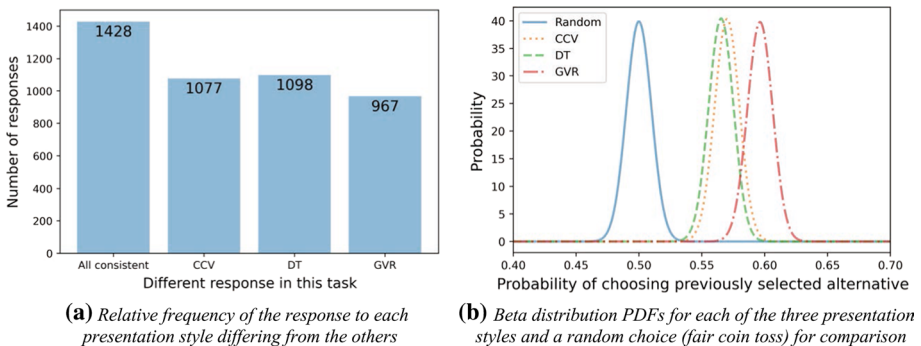 1428
1077
1098
967
1400
1200
1000
800
600
400
200
0
Number of responses
All consistent
CCV
DT
GVR
Different response in this task
(a) Relative frequency of the response to each
presentation style differing from the others
Random
CCV
DT
GVR
40
35
30
25
20
15
10
5
0
Probability
0.40
0.45
0.50
0.55
0.60
0.65
0.70
Probability of choosing previously selected alternative
(b) Beta distribution PDFs for each of the three presentation
styles and a random choice (fair coin toss) for comparison